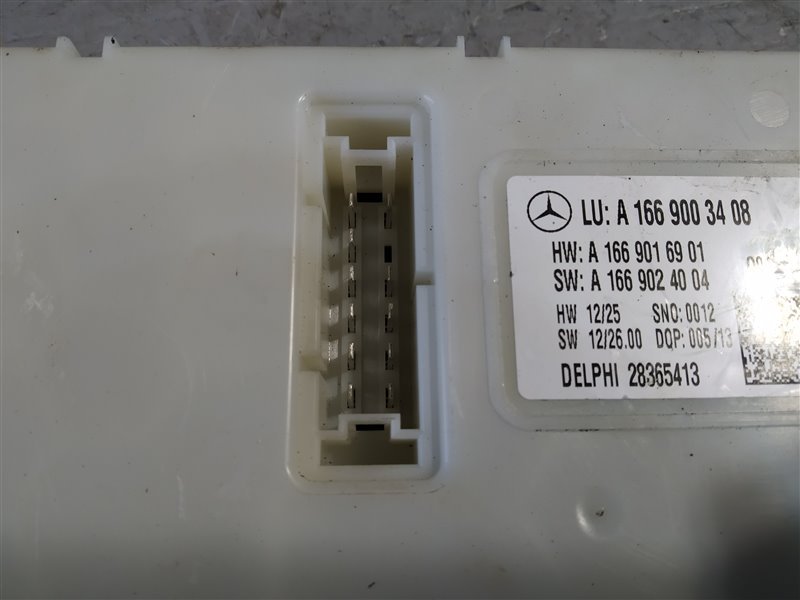 LU: A 166 900 34 08
HW: A 166 901 69 01
SW: A 166 902 40 04
HW 12/25 SNO: 0012
SW 12/26.00 DQP: 005/13
DELPHI 28365413